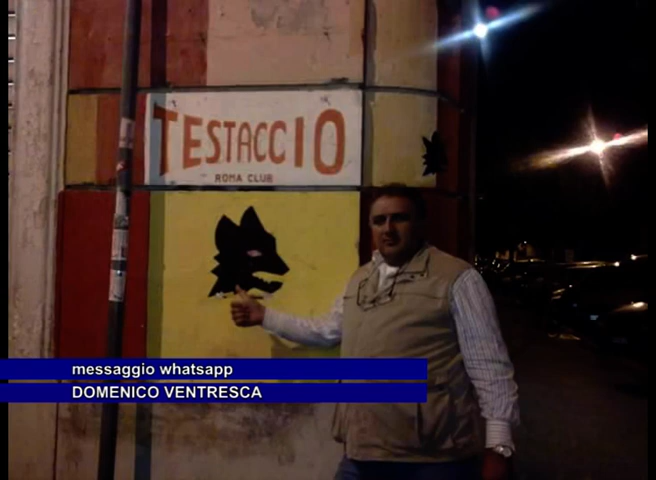 TESTACCIO
ROMA CLUB
messaggio whatsapp
DOMENICO VENTRESCA